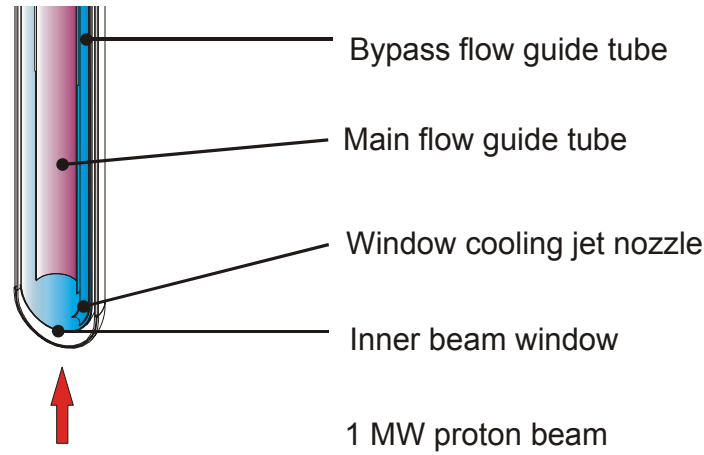 Bypass flow guide tube
Main flow guide tube
Window cooling jet nozzle
Inner beam window
1 MW proton beam